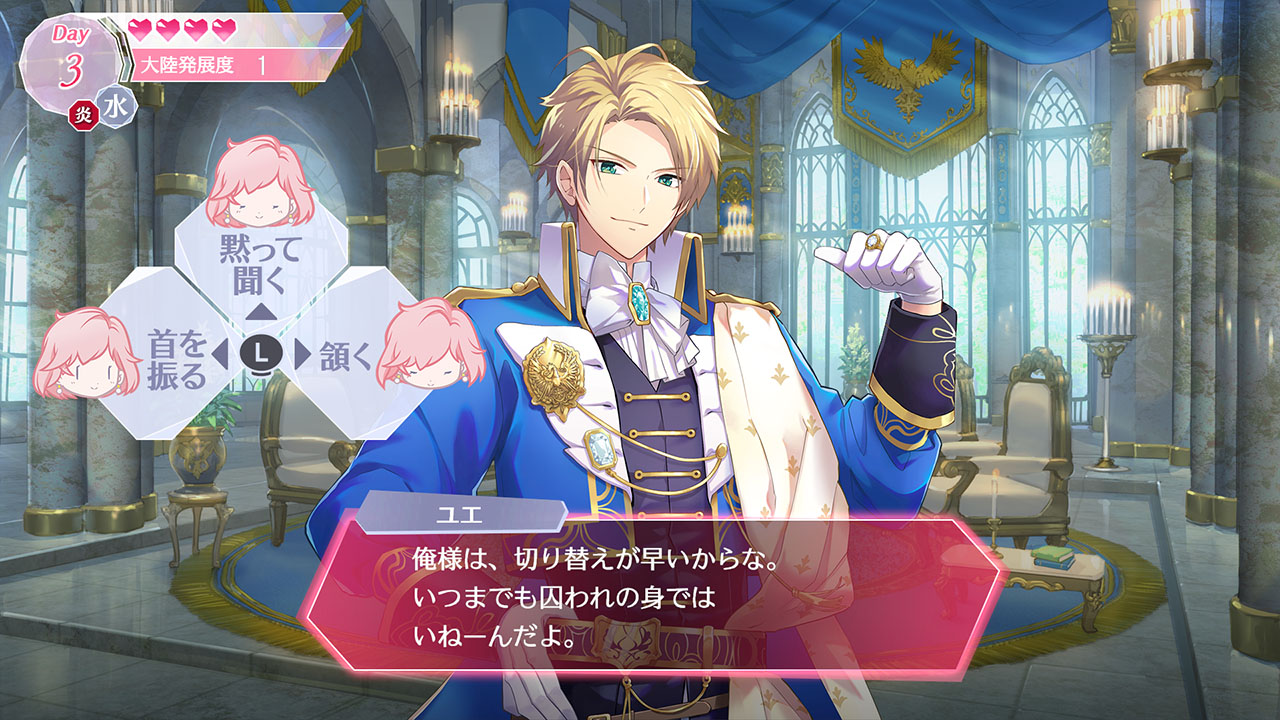 Day
3
大陸発展度 1
炎 水
黙って
聞く
首を
振る
L
頷く
ユエ
俺様は、切り替えが早いからな。
いつまでも囚われの身では
いねーんだよ。